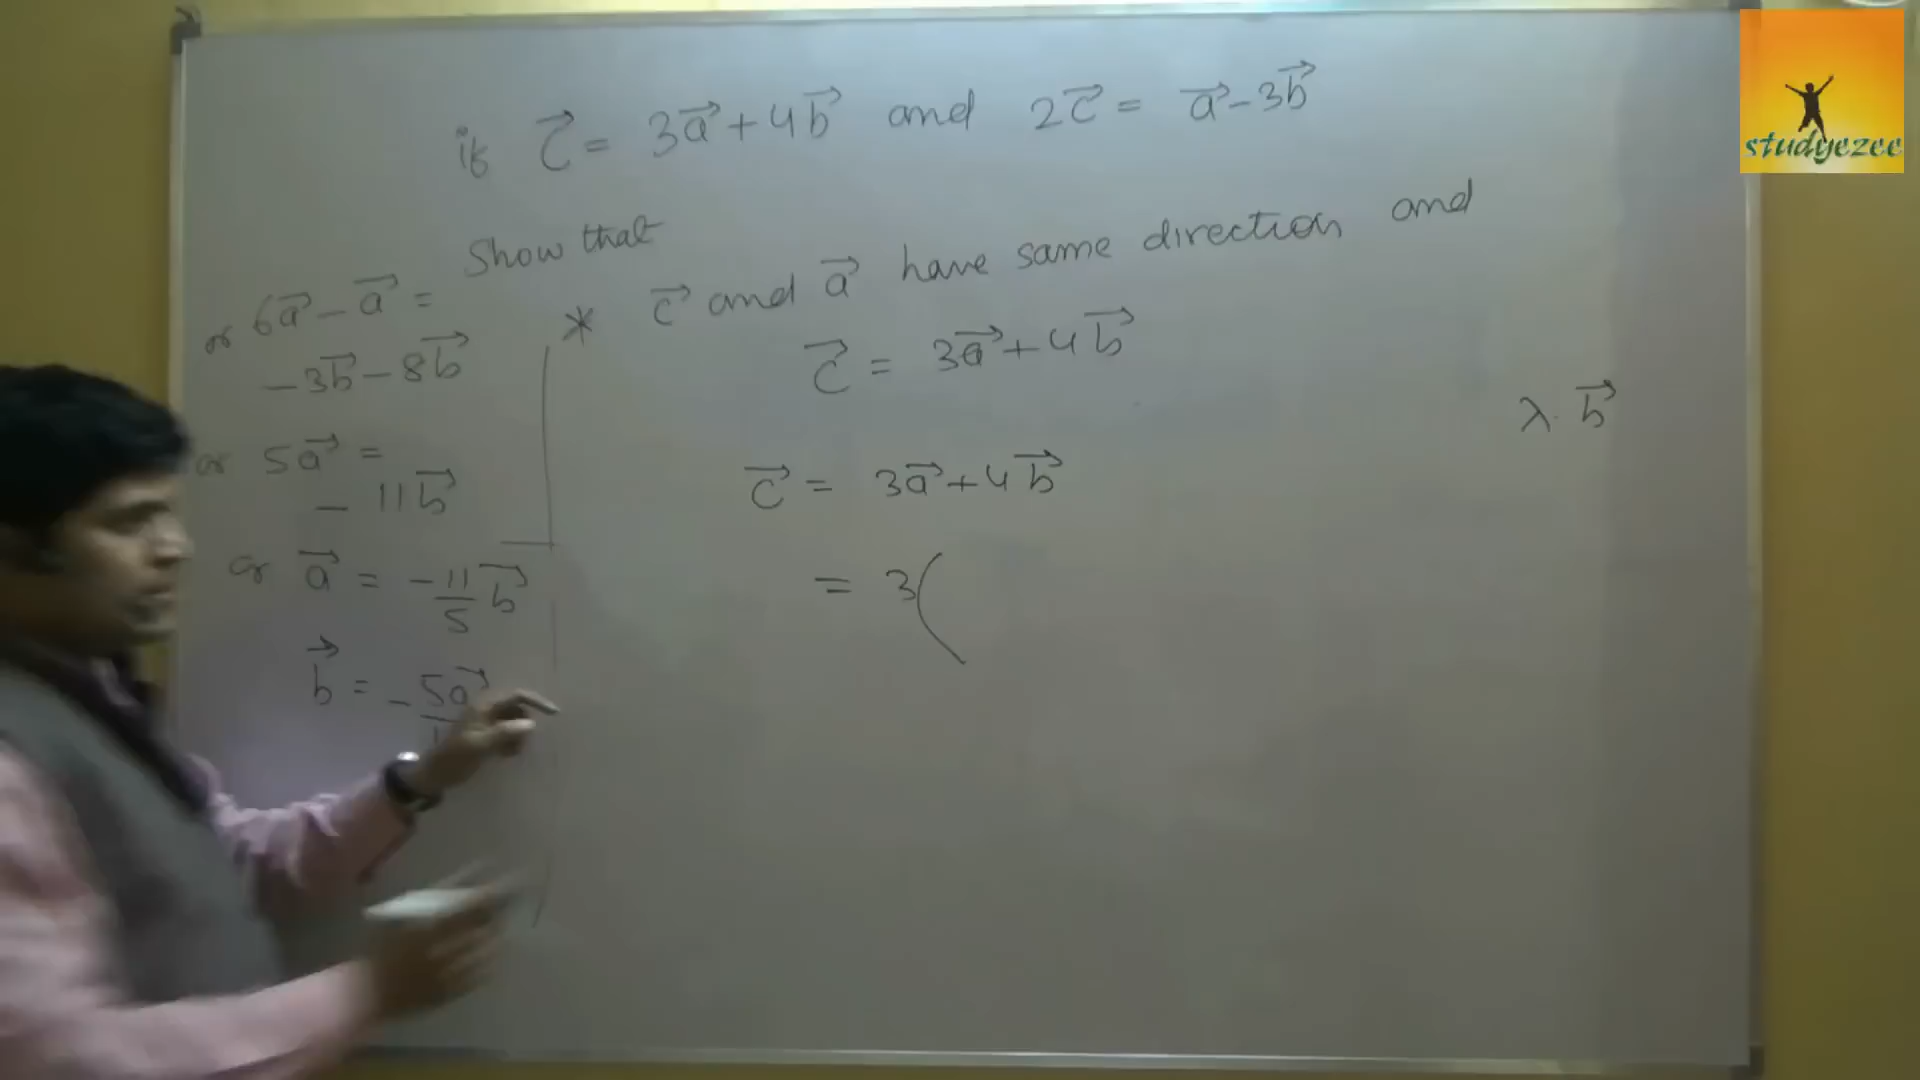 if c⃗ = 3a⃗ + 4b⃗ and 2c⃗ = a⃗ - 3b⃗
Show that
* c⃗ and a⃗ have same direction and
c⃗ = 3a⃗ + 4b⃗
λ. b⃗
c⃗ = 3a⃗ + 4b⃗
= 3(
or 6a⃗ - a⃗ =
- 3b⃗ - 8b⃗
or 5a⃗ =
- 11b⃗
or a⃗ = -11/5 b⃗
b⃗ = - 5a⃗
studyezee